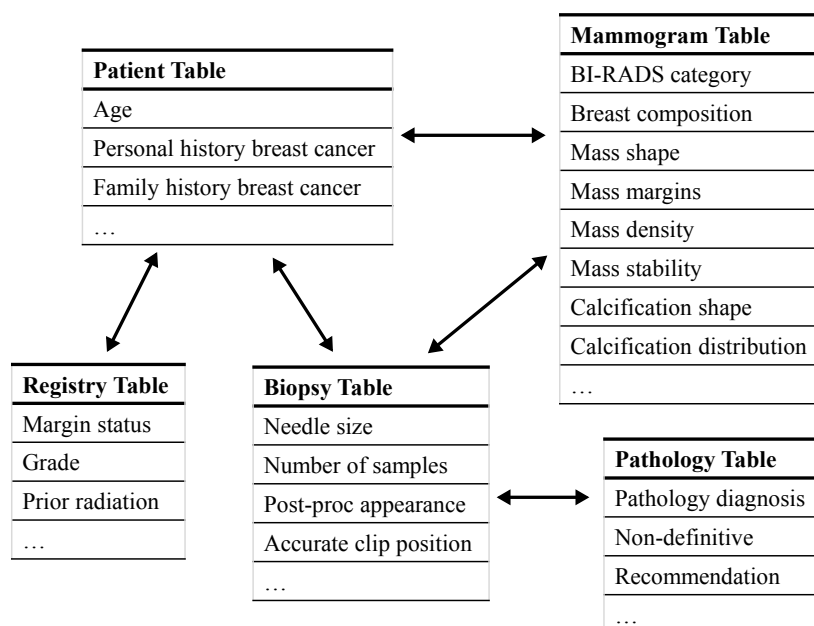 Patient Table
Age
Personal history breast cancer
Family history breast cancer
…
Mammogram Table
BI-RADS category
Breast composition
Mass shape
Mass margins
Mass density
Mass stability
Calcification shape
Calcification distribution
…
Registry Table
Margin status
Grade
Prior radiation
…
Biopsy Table
Needle size
Number of samples
Post-proc appearance
Accurate clip position
…
Pathology Table
Pathology diagnosis
Non-definitive
Recommendation
…